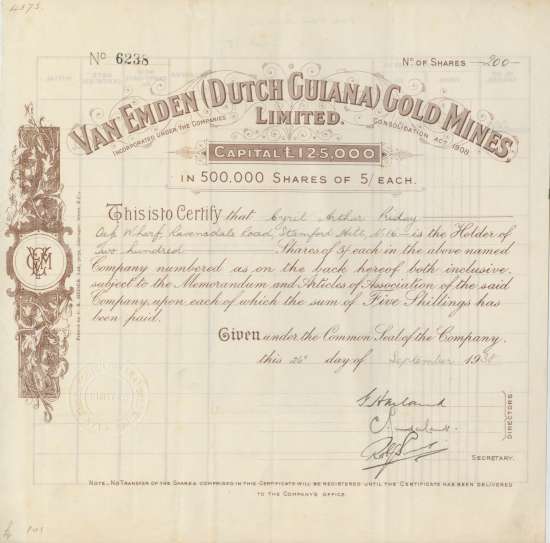 4575
No 6238
No OF SHARES 200
VAN EMDEN (DUTCH GUIANA) GOLD MINES,
LIMITED.
INCORPORATED UNDER THE COMPANIES CONSOLIDATION ACT 1908
CAPITAL £125,000
IN 500,000 SHARES OF 5/ EACH.
This is to Certify that Cyril Arthur Friday
Oak Wharf Ravensdale Road Stamford Hill N.16 is the Holder of
Two hundred Shares of 5/ each in the above named
Company numbered as on the back hereof both inclusive,
subject to the Memorandum and Articles of Association of the said
Company, upon each of which the sum of Five Shillings has
been paid.
Given under the Common Seal of the Company,
this day of September 19
DIRECTORS
SECRETARY.
NOTE. NO TRANSFER OF THE SHARES COMPRISED IN THIS CERTIFICATE WILL BE REGISTERED UNTIL THE CERTIFICATE HAS BEEN DELIVERED
TO THE COMPANY'S OFFICE.